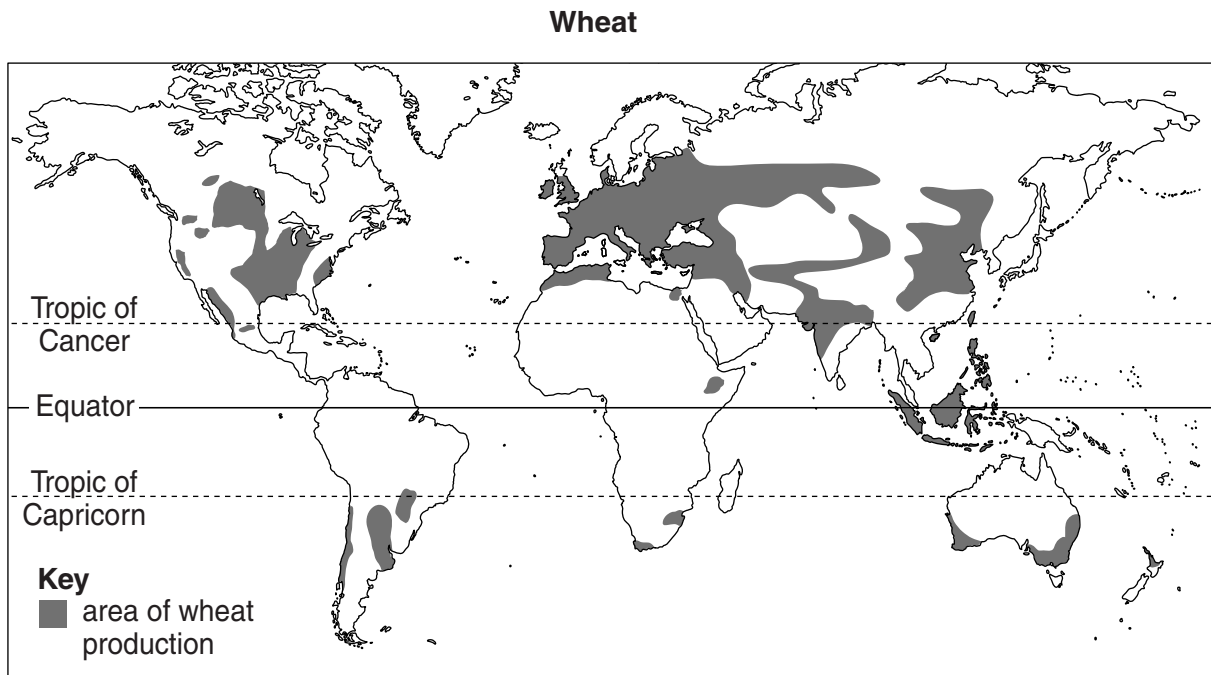 Wheat
Tropic of
Cancer
Equator
Tropic of
Capricorn
Key
area of wheat
production